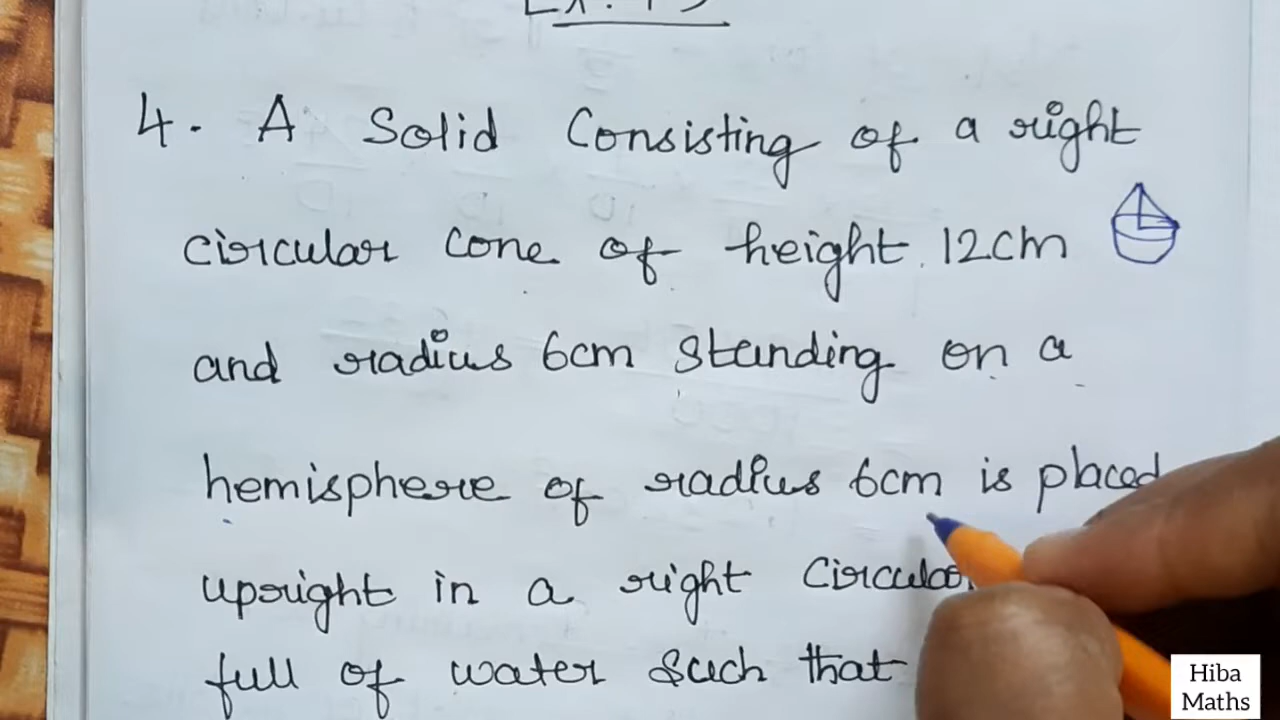 4. A Solid Consisting of a right
circular cone of height 12cm
and radius 6cm standing on a
hemisphere of radius 6cm is placed
upright in a right
full of water such that
Hiba
Maths